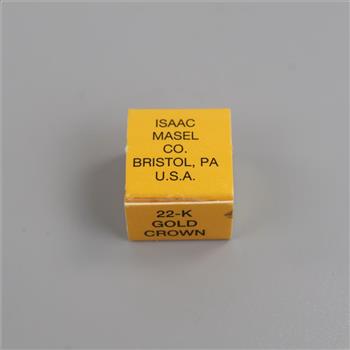 ISAAC
MASEL
CO.
BRISTOL, PA
U.S.A.
22-K
GOLD
CROWN